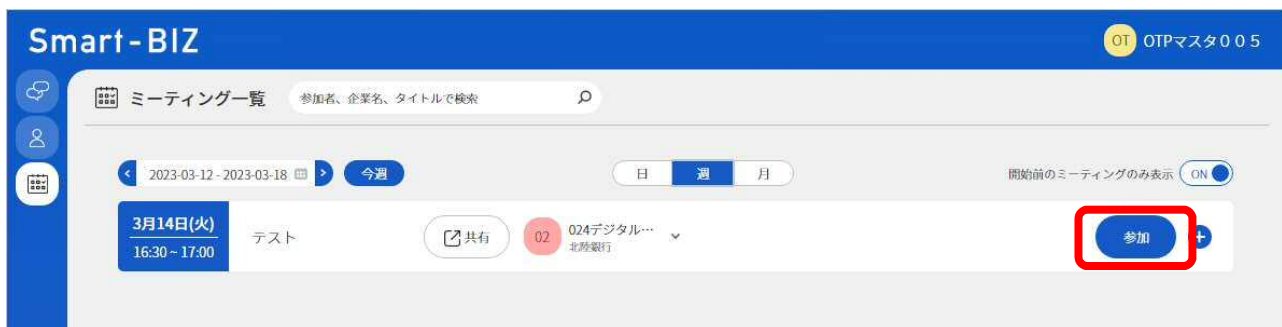 Smart-BIZ
OT OTPマスタ005
ミーティング一覧 参加者、企業名、タイトルで検索
2023-03-12 - 2023-03-18 今週 日 週 月 開始前のミーティングのみ表示 ON
3月14日(火)
16:30 ~ 17:00
テスト
共有
02
024デジタル…
北陸銀行
参加